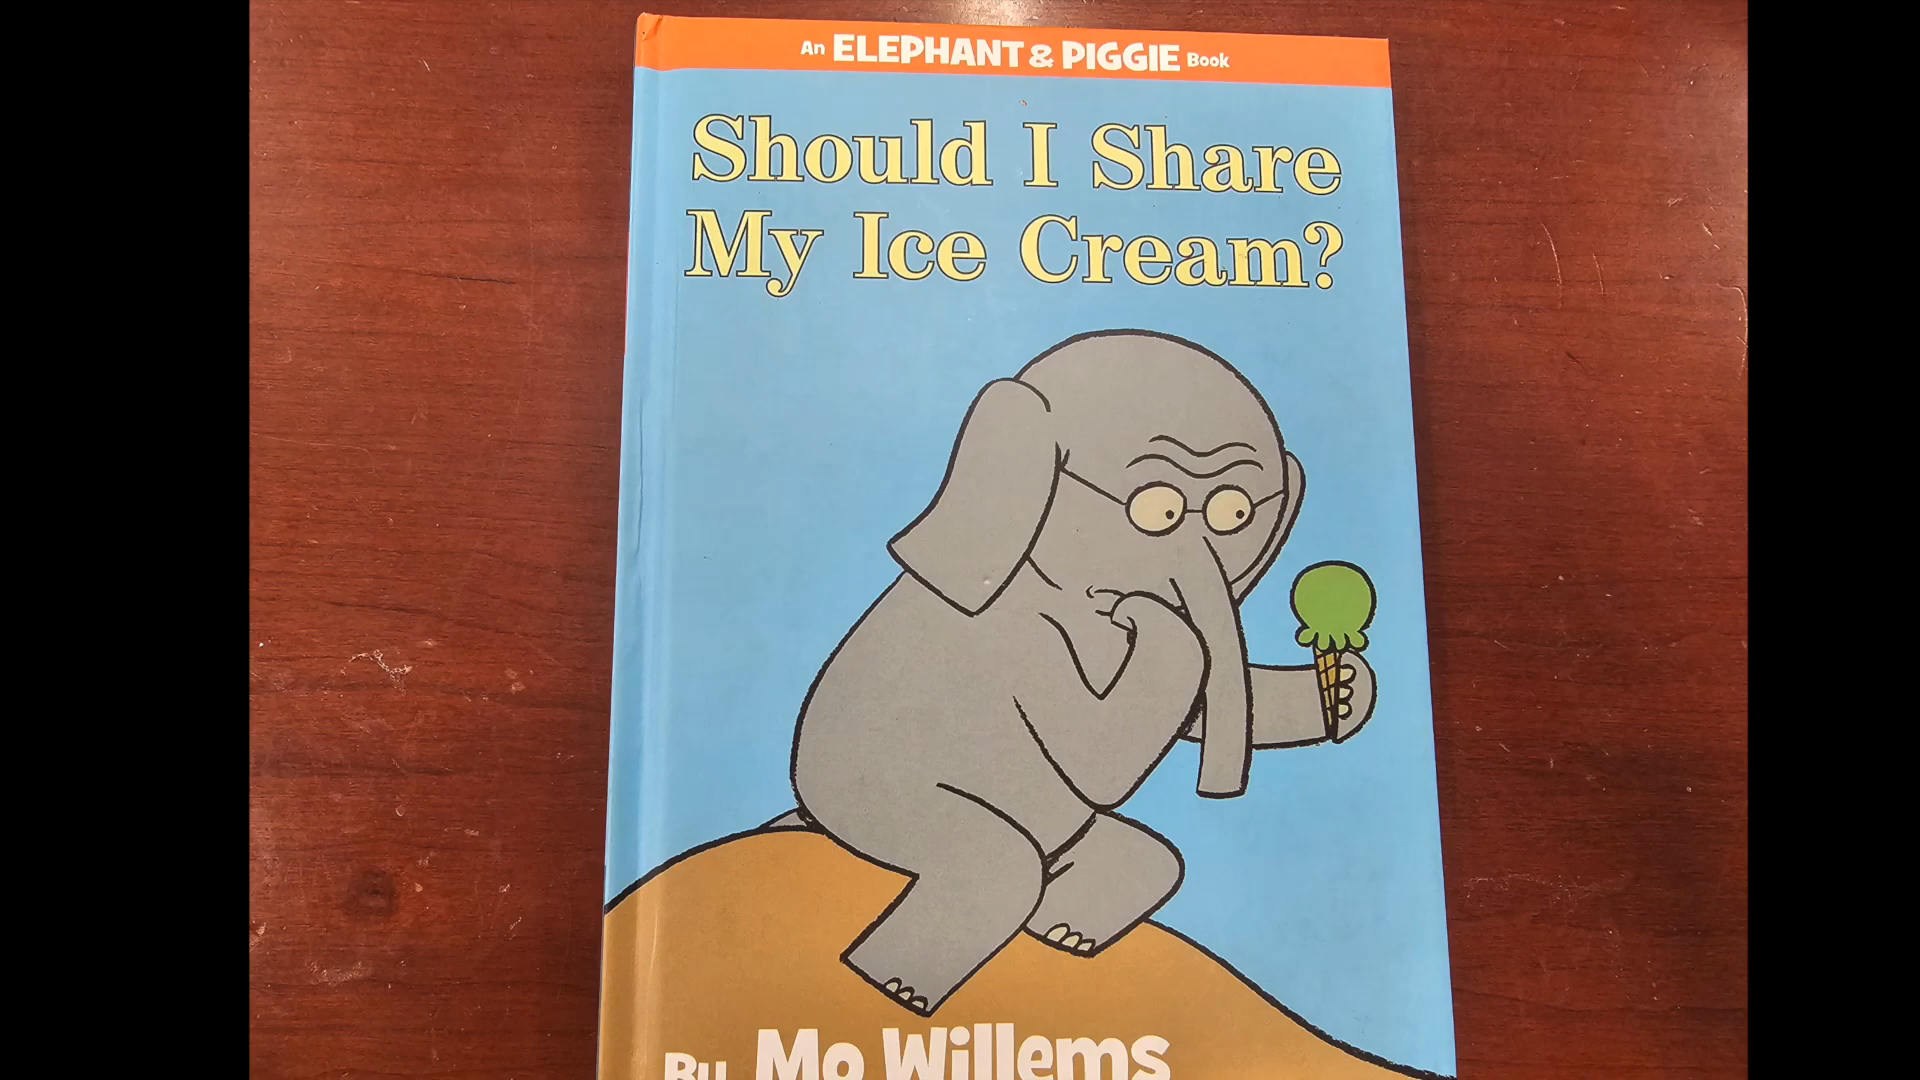 An ELEPHANT & PIGGIE Book
Should I Share
My Ice Cream?
By Mo Willems